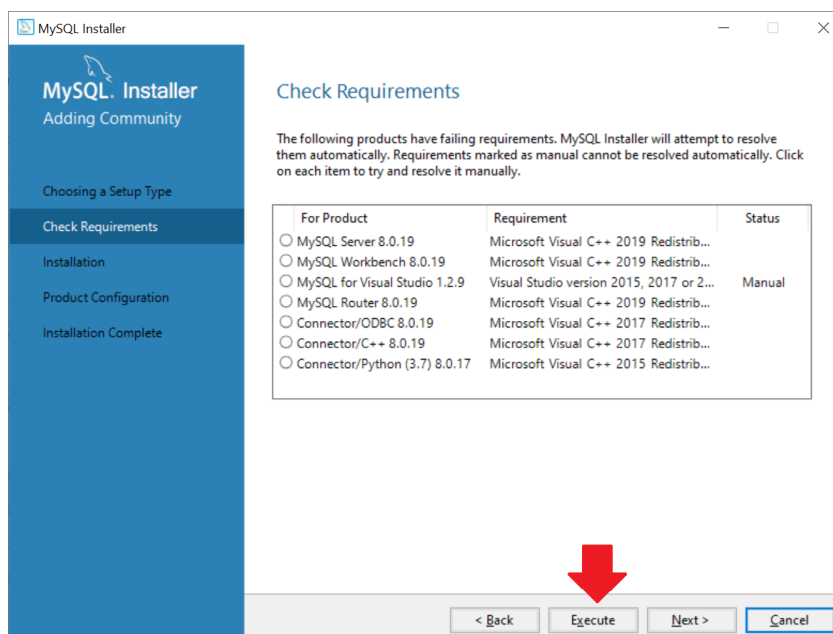 MySQL Installer
MySQL. Installer
Adding Community
Choosing a Setup Type
Check Requirements
Installation
Product Configuration
Installation Complete
Check Requirements
The following products have failing requirements. MySQL Installer will attempt to resolve
them automatically. Requirements marked as manual cannot be resolved automatically. Click
on each item to try and resolve it manually.
For Product Requirement Status
MySQL Server 8.0.19 Microsoft Visual C++ 2019 Redistrib...
MySQL Workbench 8.0.19 Microsoft Visual C++ 2019 Redistrib...
MySQL for Visual Studio 1.2.9 Visual Studio version 2015, 2017 or 2... Manual
MySQL Router 8.0.19 Microsoft Visual C++ 2019 Redistrib...
Connector/ODBC 8.0.19 Microsoft Visual C++ 2017 Redistrib...
Connector/C++ 8.0.19 Microsoft Visual C++ 2017 Redistrib...
Connector/Python (3.7) 8.0.17 Microsoft Visual C++ 2015 Redistrib...
< Back Execute Next > Cancel